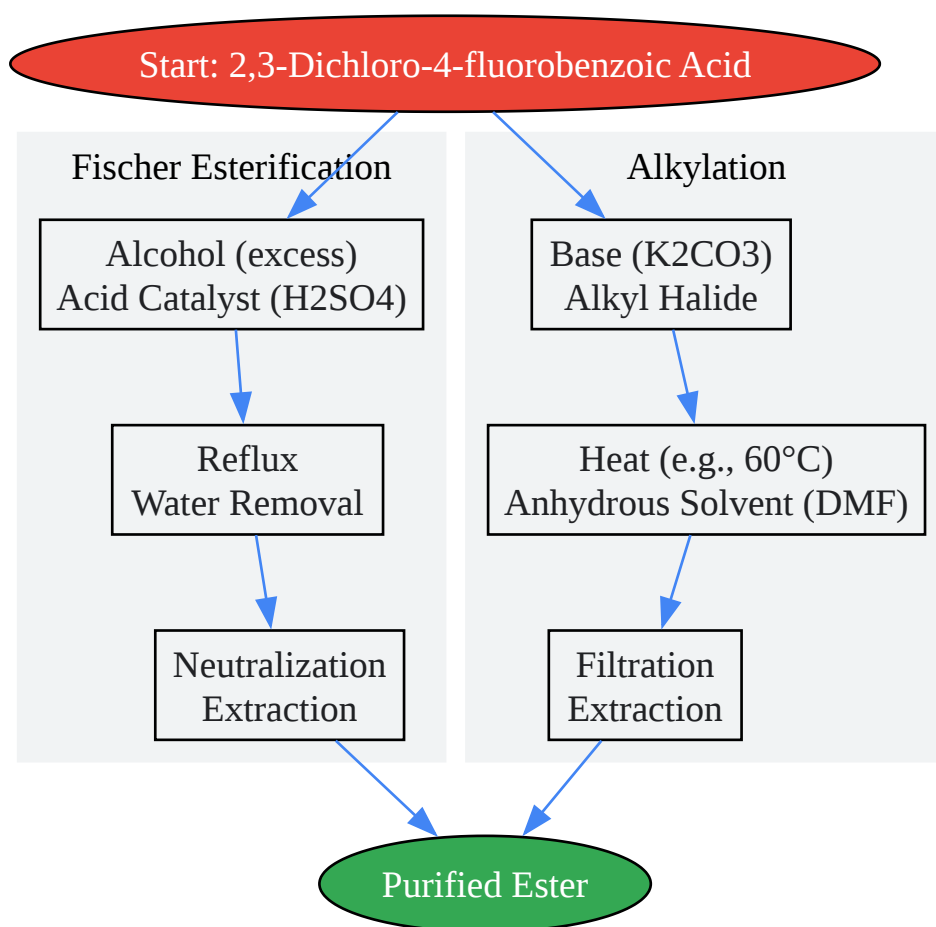 Start: 2,3-Dichloro-4-fluorobenzoic Acid
Fischer Esterification
Alcohol (excess)
Acid Catalyst (H2SO4)
Reflux
Water Removal
Neutralization
Extraction
Alkylation
Base (K2CO3)
Alkyl Halide
Heat (e.g., 60°C)
Anhydrous Solvent (DMF)
Filtration
Extraction
Purified Ester